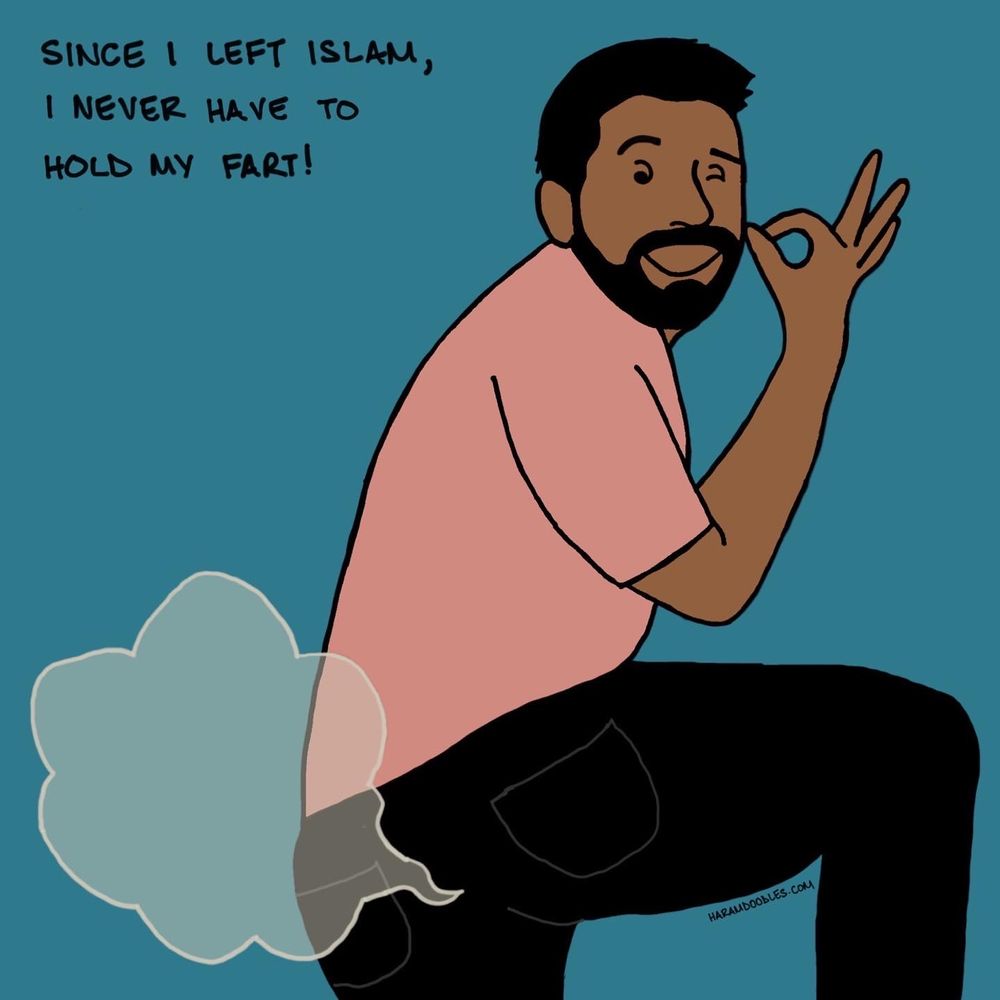 SINCE I LEFT ISLAM,
I NEVER HAVE TO
HOLD MY FART!
HARAMDOODLES.COM